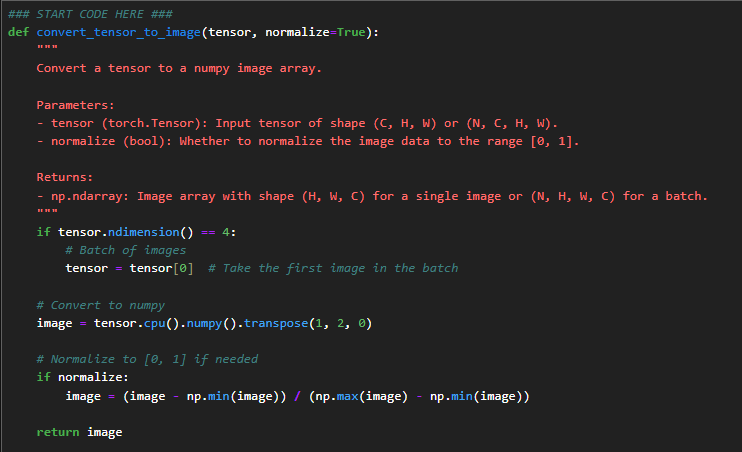 ### START CODE HERE ###
def convert_tensor_to_image(tensor, normalize=True):
    """
    Convert a tensor to a numpy image array.

    Parameters:
    - tensor (torch.Tensor): Input tensor of shape (C, H, W) or (N, C, H, W).
    - normalize (bool): Whether to normalize the image data to the range [0, 1].

    Returns:
    - np.ndarray: Image array with shape (H, W, C) for a single image or (N, H, W, C) for a batch.
    """
    if tensor.ndimension() == 4:
        # Batch of images
        tensor = tensor[0]  # Take the first image in the batch

    # Convert to numpy
    image = tensor.cpu().numpy().transpose(1, 2, 0)

    # Normalize to [0, 1] if needed
    if normalize:
        image = (image - np.min(image)) / (np.max(image) - np.min(image))

    return image